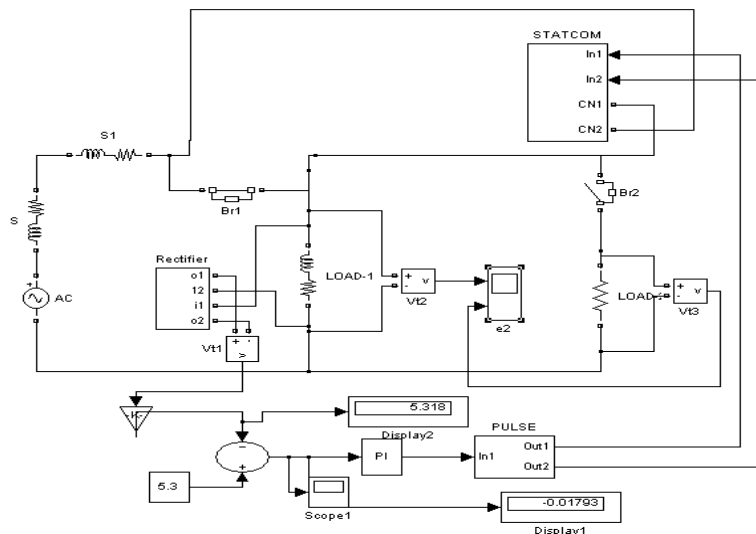 STATCOM
In1
In2
CN1
CN2
S1
S
Br1
Br2
Rectifier
o1
12
i1
o2
AC
LOAD-1
+
-
v
Vt2
e2
LOAD-
+
-
v
Vt3
+ -
v
Vt1
-K-
5.318
Display2
−
+
5.3
PI
PULSE
In1
Out1
Out2
Scope1
-0.01793
Display1